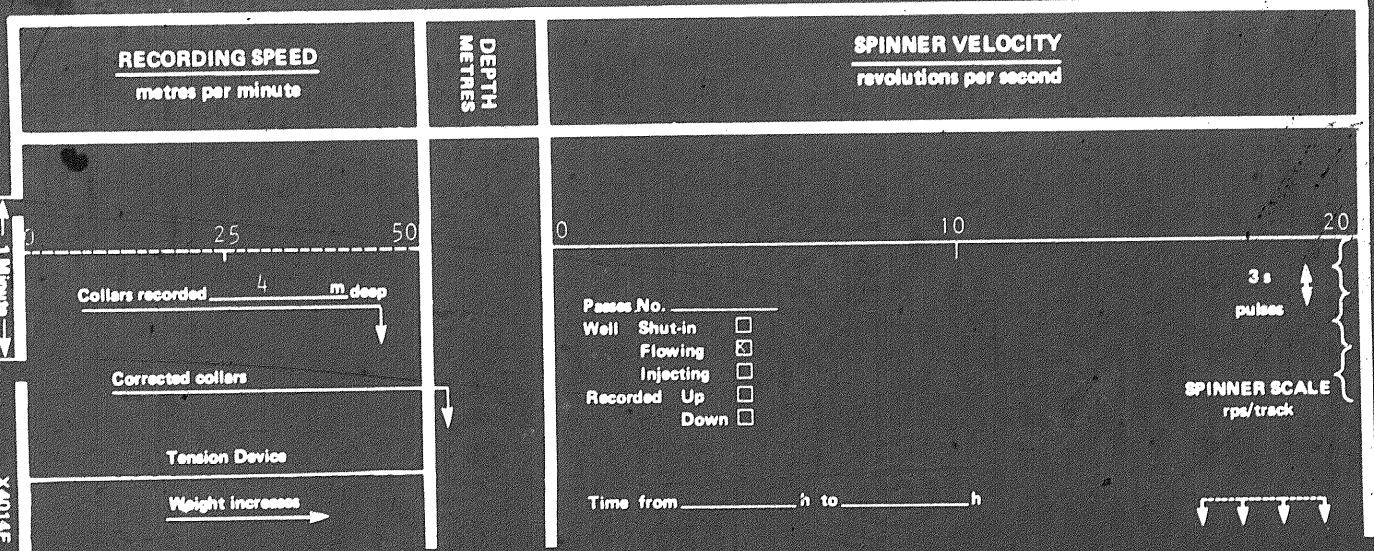 RECORDING SPEED
metres per minute
DEPTH
METRES
SPINNER VELOCITY
revolutions per second
0 25 50
0 10 20
1 Minute
Collars recorded 4 m deep
Corrected collars
Tension Device
Weight increases
X4014F
Passes No.
Well Shut-in
Flowing
Injecting
Recorded Up
Down
Time from h to h
3 s
pulses
SPINNER SCALE
rps/track